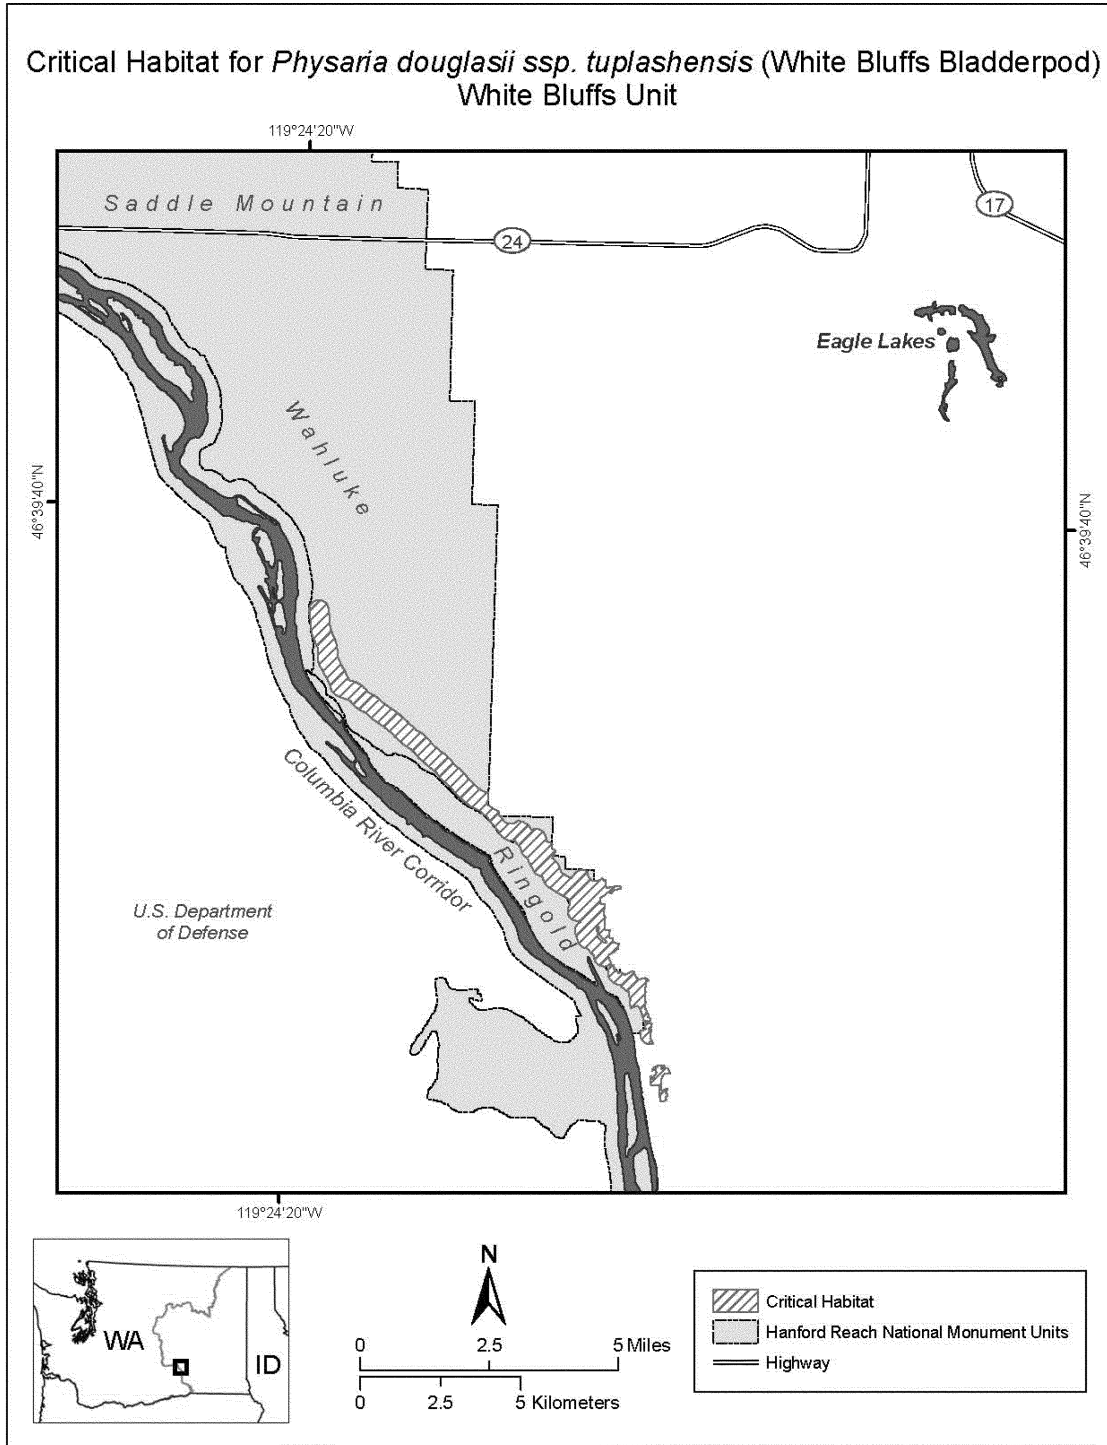 Critical Habitat for Physaria douglasii ssp. tuplashensis (White Bluffs Bladderpod)
White Bluffs Unit
119°24'20"W
Saddle Mountain
24
17
Eagle Lakes
Wahluke
46°39'40"N
46°39'40"N
Columbia River Corridor
Ringold
U.S. Department
of Defense
119°24'20"W
WA
ID
N
0 2.5 5 Miles
0 2.5 5 Kilometers
Critical Habitat
Hanford Reach National Monument Units
Highway